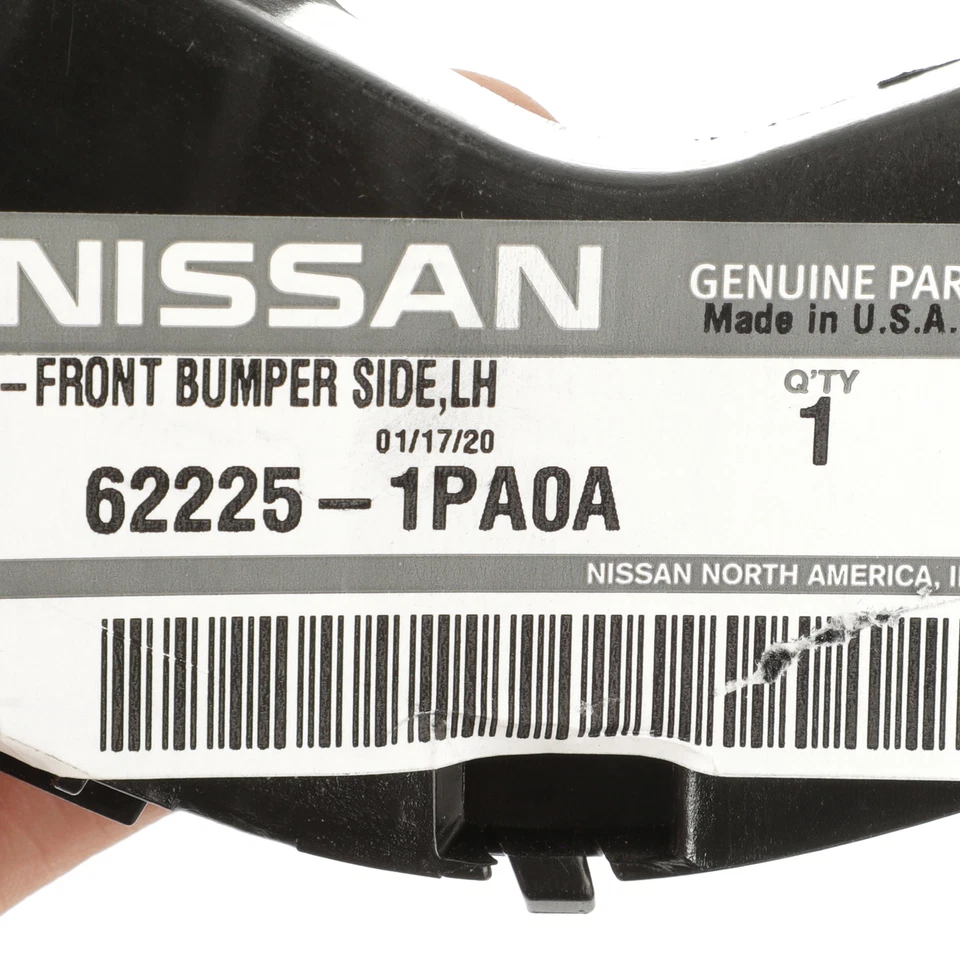 NISSAN
GENUINE PAR
Made in U.S.A.
-FRONT BUMPER SIDE,LH
Q'TY
01/17/20
1
62225-1PA0A
NISSAN NORTH AMERICA, I